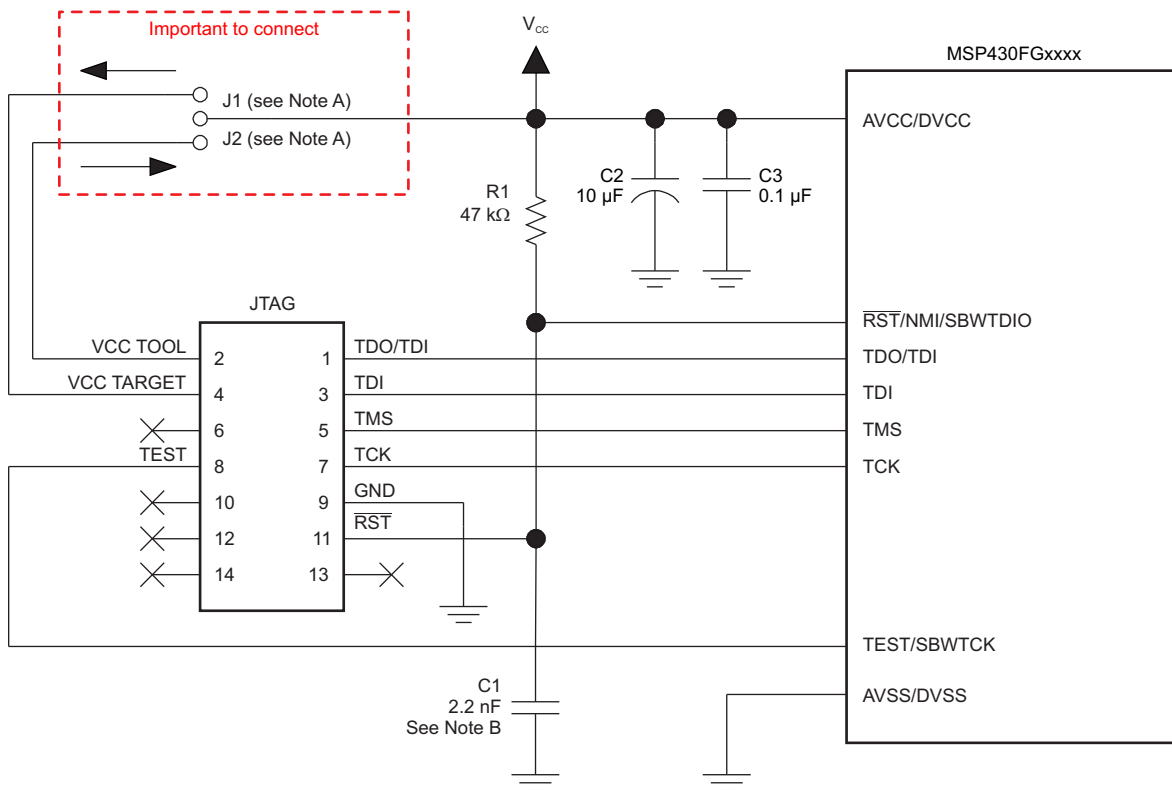 Important to connect
J1 (see Note A)
J2 (see Note A)
VCC
MSP430FGxxxx
AVCC/DVCC
C2
10 µF
C3
0.1 µF
R1
47 kΩ
JTAG
RST/NMI/SBWTDIO
VCC TOOL
2
1
TDO/TDI
TDO/TDI
VCC TARGET
4
3
TDI
TDI
6
5
TMS
TMS
TEST
8
7
TCK
TCK
10
9
GND
12
11
RST
14
13
TEST/SBWTCK
C1
2.2 nF
See Note B
AVSS/DVSS